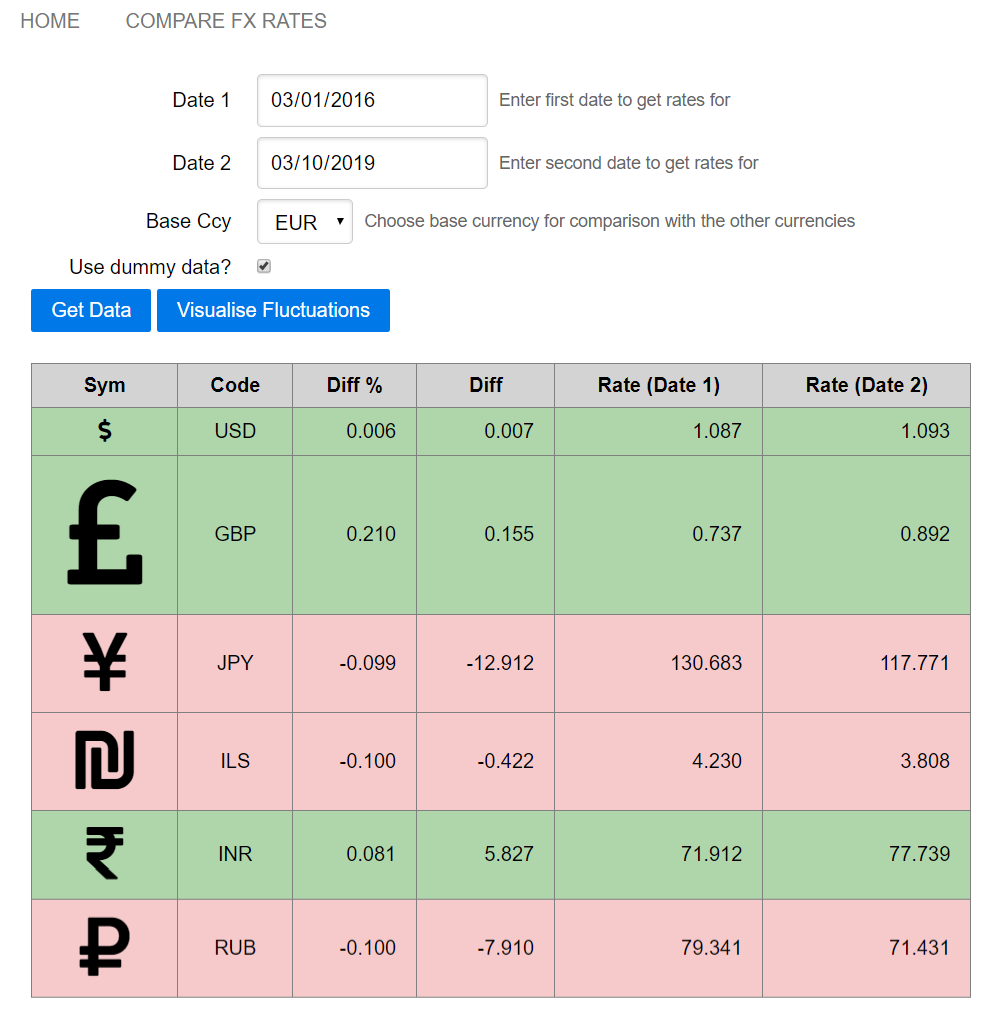 HOME COMPARE FX RATES
Date 1 03/01/2016 Enter first date to get rates for
Date 2 03/10/2019 Enter second date to get rates for
Base Ccy EUR Choose base currency for comparison with the other currencies
Use dummy data?
Get Data Visualise Fluctuations
Sym Code Diff % Diff Rate (Date 1) Rate (Date 2)
$ USD 0.006 0.007 1.087 1.093
£ GBP 0.210 0.155 0.737 0.892
¥ JPY -0.099 -12.912 130.683 117.771
₪ ILS -0.100 -0.422 4.230 3.808
₹ INR 0.081 5.827 71.912 77.739
₽ RUB -0.100 -7.910 79.341 71.431